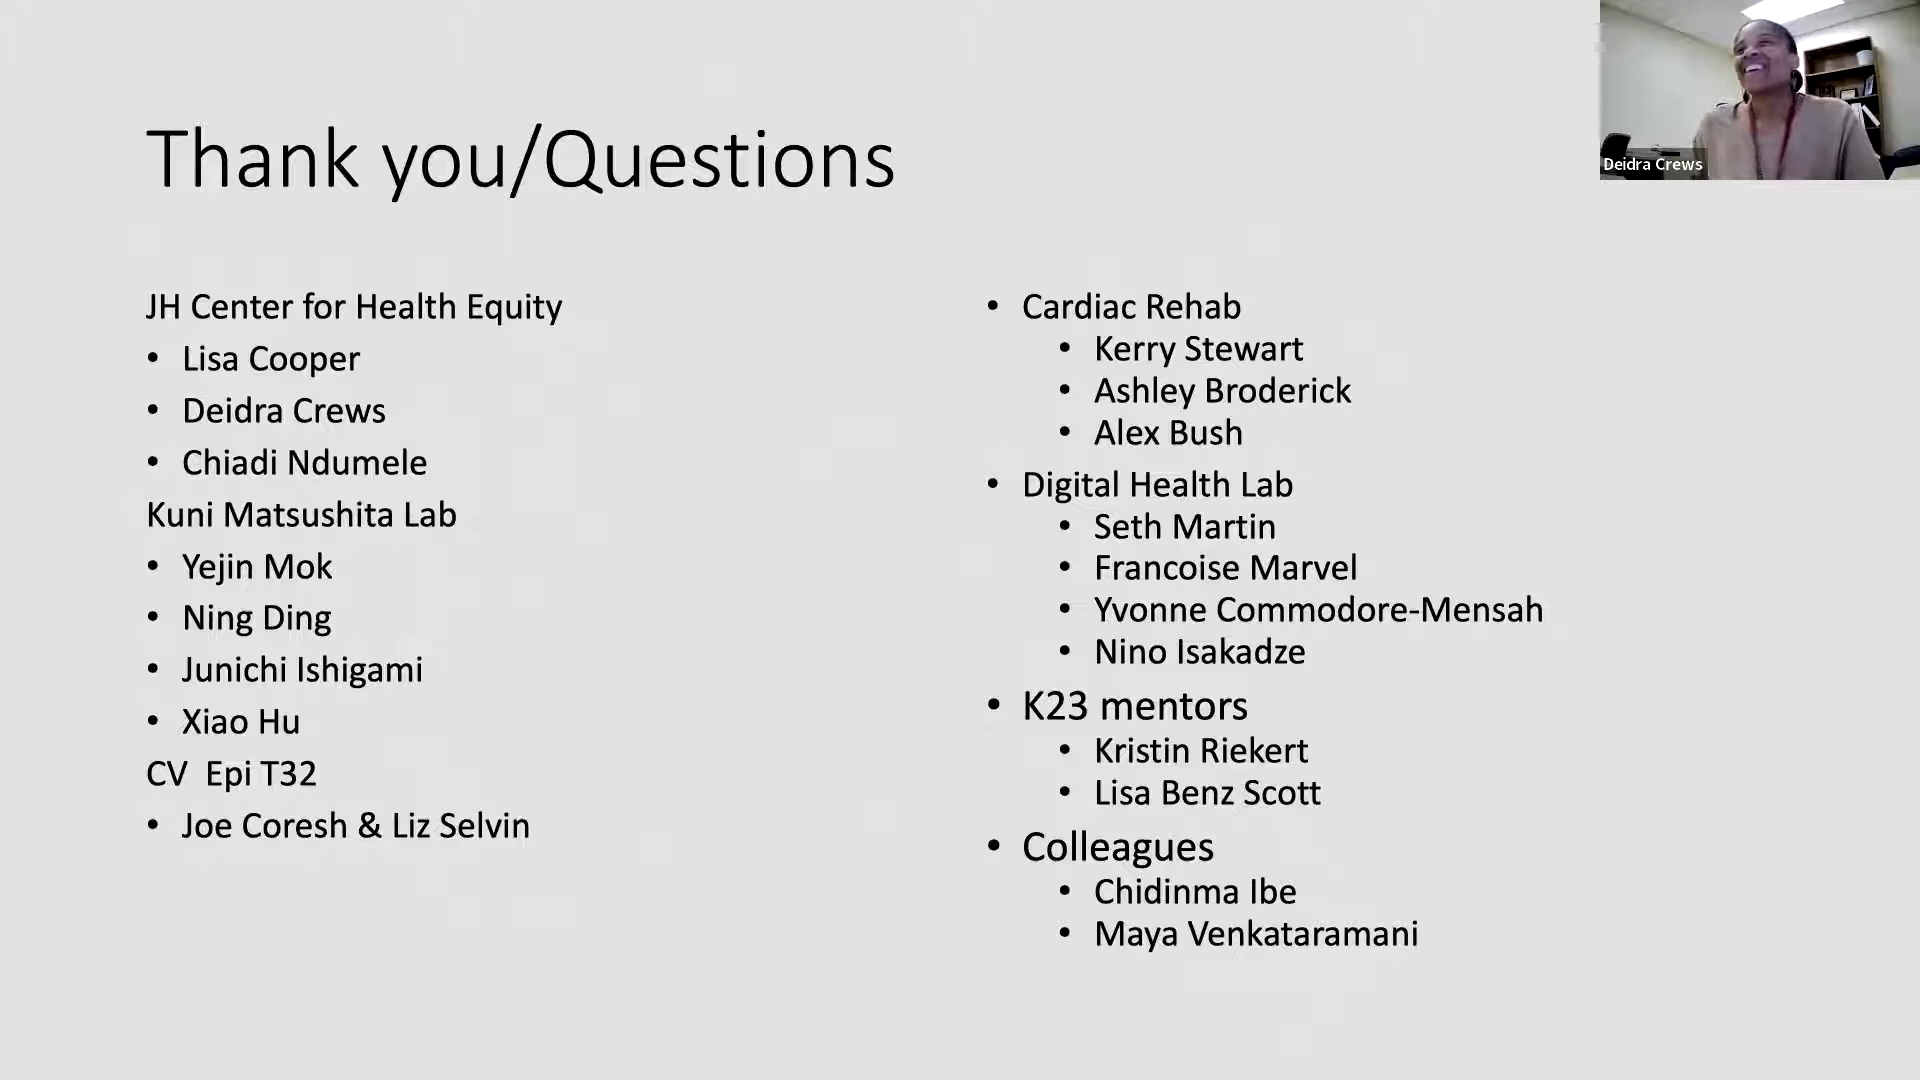 Thank you/Questions
Deidra Crews
JH Center for Health Equity
• Lisa Cooper
• Deidra Crews
• Chiadi Ndumele
Kuni Matsushita Lab
• Yejin Mok
• Ning Ding
• Junichi Ishigami
• Xiao Hu
CV  Epi T32
• Joe Coresh & Liz Selvin
• Cardiac Rehab
• Kerry Stewart
• Ashley Broderick
• Alex Bush
• Digital Health Lab
• Seth Martin
• Francoise Marvel
• Yvonne Commodore-Mensah
• Nino Isakadze
• K23 mentors
• Kristin Riekert
• Lisa Benz Scott
• Colleagues
• Chidinma Ibe
• Maya Venkataramani